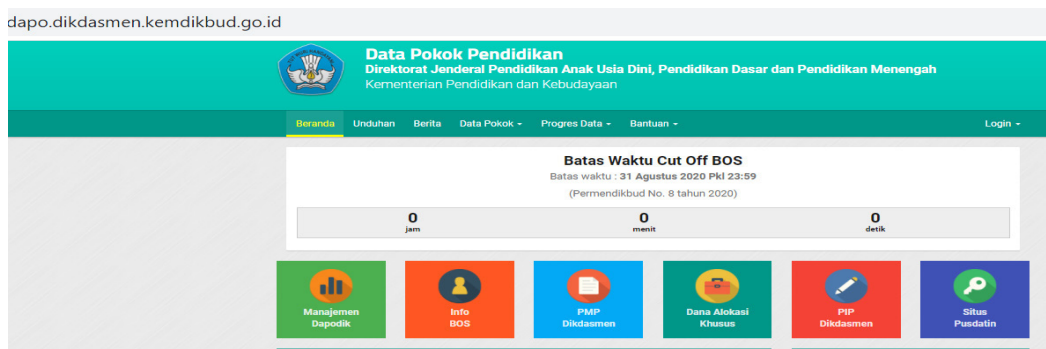 dapo.dikdasmen.kemdikbud.go.id
Data Pokok Pendidikan
Direktorat Jenderal Pendidikan Anak Usia Dini, Pendidikan Dasar dan Pendidikan Menengah
Kementerian Pendidikan dan Kebudayaan
Beranda Unduhan Berita Data Pokok Progres Data Bantuan Login
Batas Waktu Cut Off BOS
Batas waktu : 31 Agustus 2020 Pkl 23:59
(Permendikbud No. 8 tahun 2020)
0 0 0
jam menit detik
Manajemen Info PMP Dana Alokasi PIP Situs
Dapodik BOS Dikdasmen Khusus Dikdasmen Pusdatin